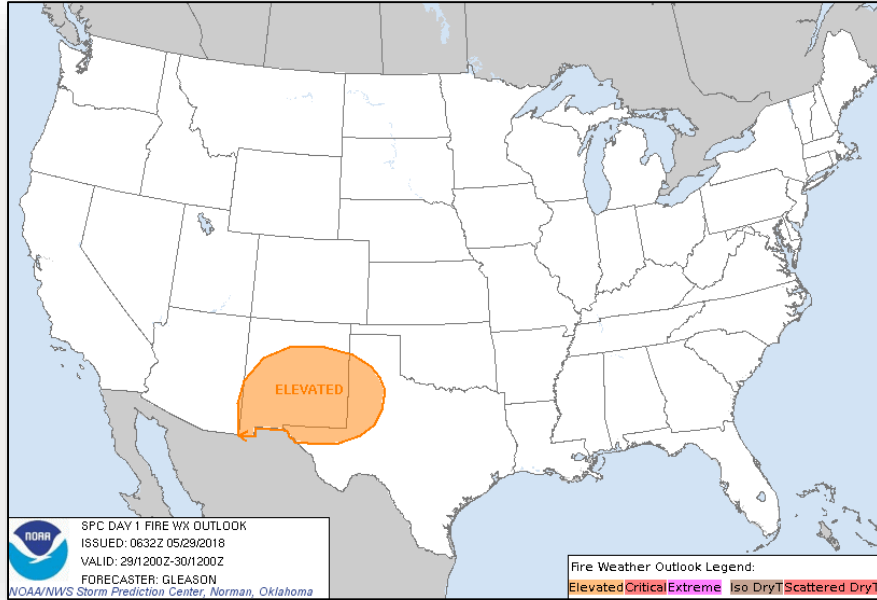 ELEVATED
NOAA
SPC DAY 1 FIRE WX OUTLOOK
ISSUED: 0632Z 05/29/2018
VALID: 29/1200Z-30/1200Z
FORECASTER: GLEASON
NOAA/NWS Storm Prediction Center, Norman, Oklahoma
Fire Weather Outlook Legend:
Elevated Critical Extreme Iso DryT Scattered DryT